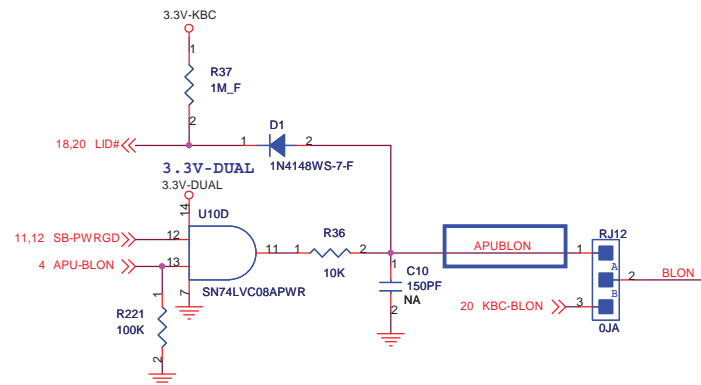 3.3V-KBC
1
R37
1M_F
2
D1
18,20 LID#
1
2
3.3V-DUAL
1N4148WS-7-F
3.3V-DUAL
14
U10D
11,12 SB-PWRGD
12
11
R36
1
2
APUBLON
1
RJ12
4 APU-BLON
13
10K
1
C10
A
2
BLON
150PF
7
SN74LVC08APWR
NA
B
1
2
20 KBC-BLON
3
R221
100K
0JA
2